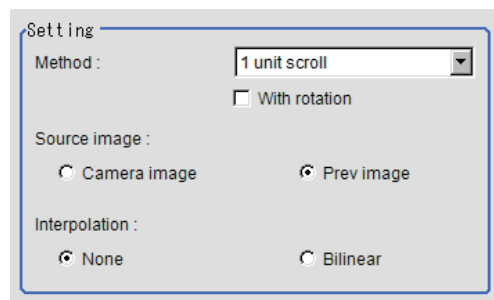 Setting
Method : 1 unit scroll
With rotation
Source image :
Camera image Prev image
Interpolation :
None Bilinear